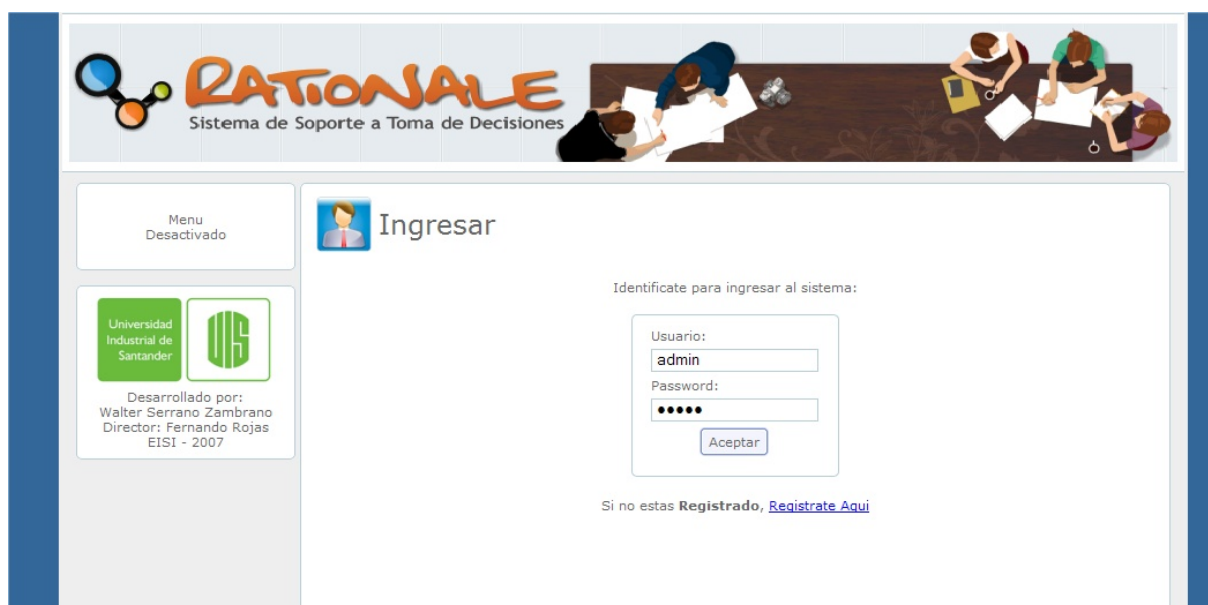 RATIONALE
Sistema de Soporte a Toma de Decisiones
Menu
Desactivado
Universidad
Industrial de
Santander
UIS
Desarrollado por:
Walter Serrano Zambrano
Director: Fernando Rojas
EISI - 2007
Ingresar
Identificate para ingresar al sistema:
Usuario:
admin
Password:
●●●●●
Aceptar
Si no estas Registrado, Registrate Aqui